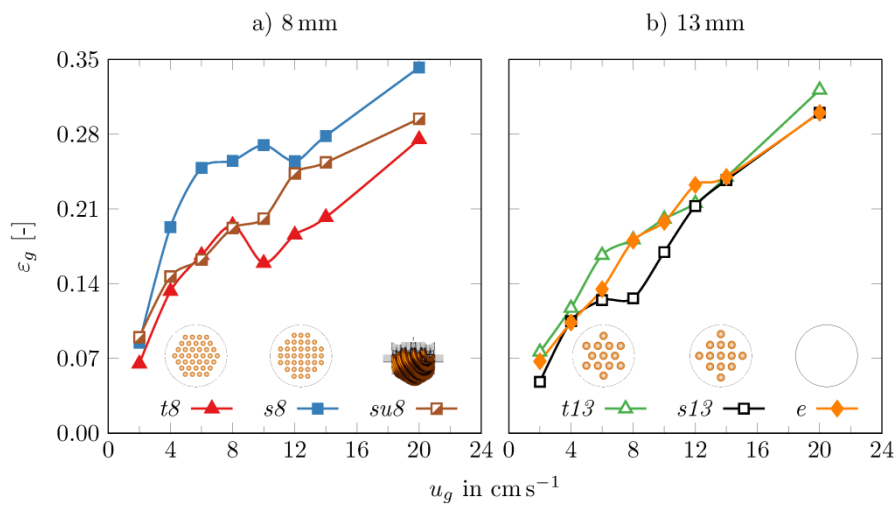 a) 8 mm
b) 13 mm
0.35
0.28
0.21
0.14
0.07
0.00
ε_g [-]
t8
s8
su8
t13
s13
e
0 4 8 12 16 20 24
0 4 8 12 16 20 24
u_g in cm s⁻¹